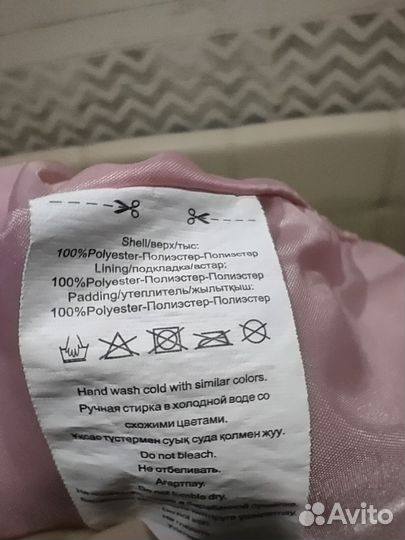 Shell/верх/тыс:
100%Polyester-Полиэстер-Полиэстер
Lining/подкладка/астар:
100%Polyester-Полиэстер-Полиэстер
Padding/утеплитель/жылытқыш:
100%Polyester-Полиэстер-Полиэстер
Hand wash cold with similar colors.
Ручная стирка в холодной воде со
схожими цветами.
Ұқсас түстермен суық суда қолмен жуу.
Do not bleach.
Не отбеливать.
Ағартпау.
Do not tumble dry.
Avito